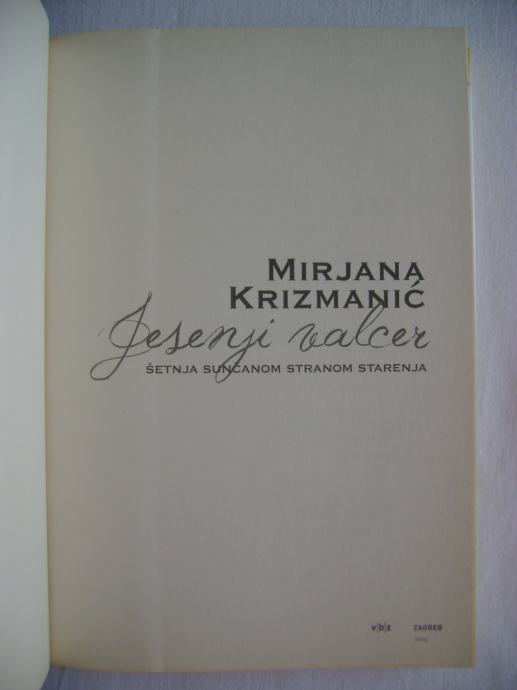 MIRJANA
KRIZMANIĆ
Jesenji valcer
ŠETNJA SUNČANOM STRANOM STARENJA
v|b|z ZAGREB